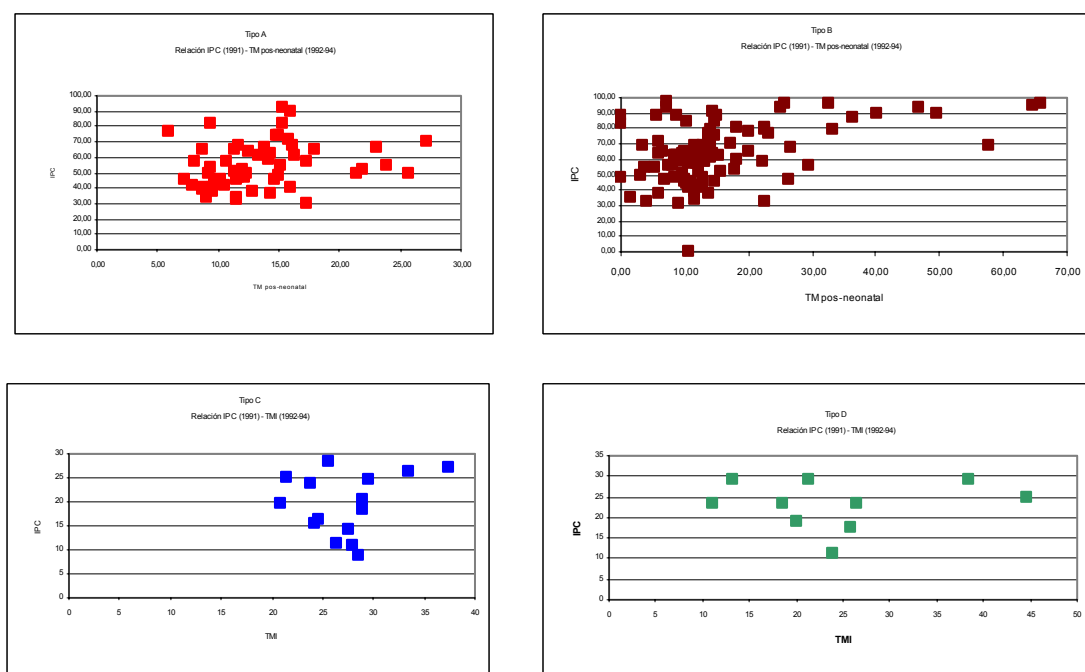 Tipo A
Relación IPC (1991) - TM pos-neonatal (1992-94)
IPC
100,00
90,00
80,00
70,00
60,00
50,00
40,00
30,00
20,00
10,00
0,00
0,00 5,00 10,00 15,00 20,00 25,00 30,00
TM pos-neonatal
Tipo B
Relación IPC (1991) - TM pos-neonatal (1992-94)
IPC
100,00
90,00
80,00
70,00
60,00
50,00
40,00
30,00
20,00
10,00
0,00
0,00 10,00 20,00 30,00 40,00 50,00 60,00 70,00
TM pos-neonatal
Tipo C
Relación IPC (1991) - TMI (1992-94)
IPC
30
25
20
15
10
5
0
0 5 10 15 20 25 30 35 40
TMI
Tipo D
Relación IPC (1991) - TMI (1992-94)
IPC
35
30
25
20
15
10
5
0
0 5 10 15 20 25 30 35 40 45 50
TMI